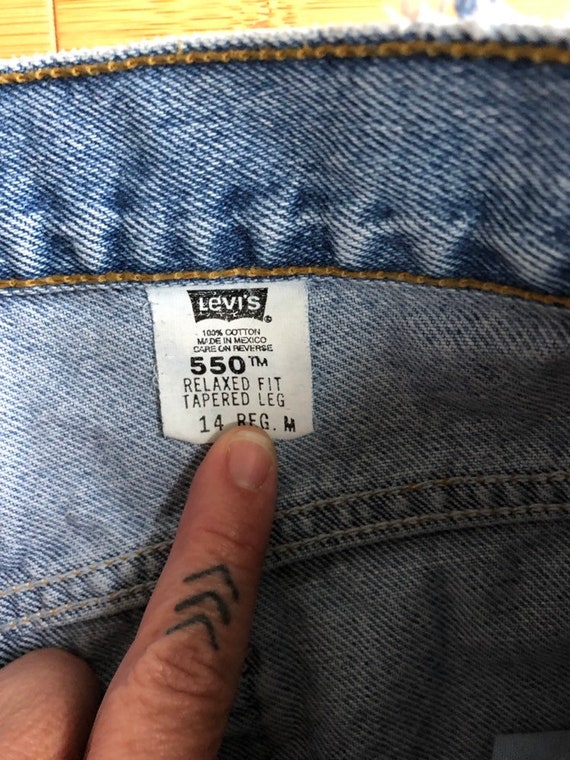 LEVI'S ®
100% COTTON
MADE IN MEXICO
CARE ON REVERSE
550™
RELAXED FIT
TAPERED LEG
14 REG. M